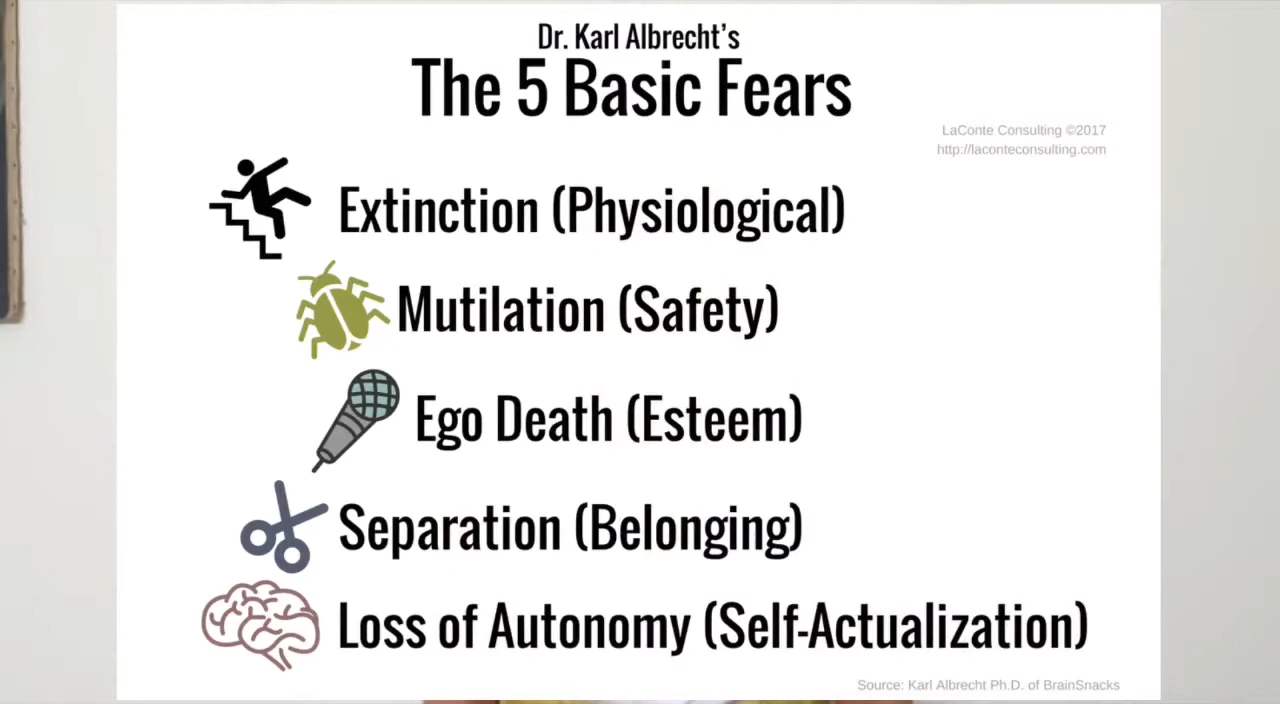 Dr. Karl Albrecht's
The 5 Basic Fears
LaConte Consulting ©2017
http://laconteconsulting.com
Extinction (Physiological)
Mutilation (Safety)
Ego Death (Esteem)
Separation (Belonging)
Loss of Autonomy (Self-Actualization)
Source: Karl Albrecht Ph.D. of BrainSnacks